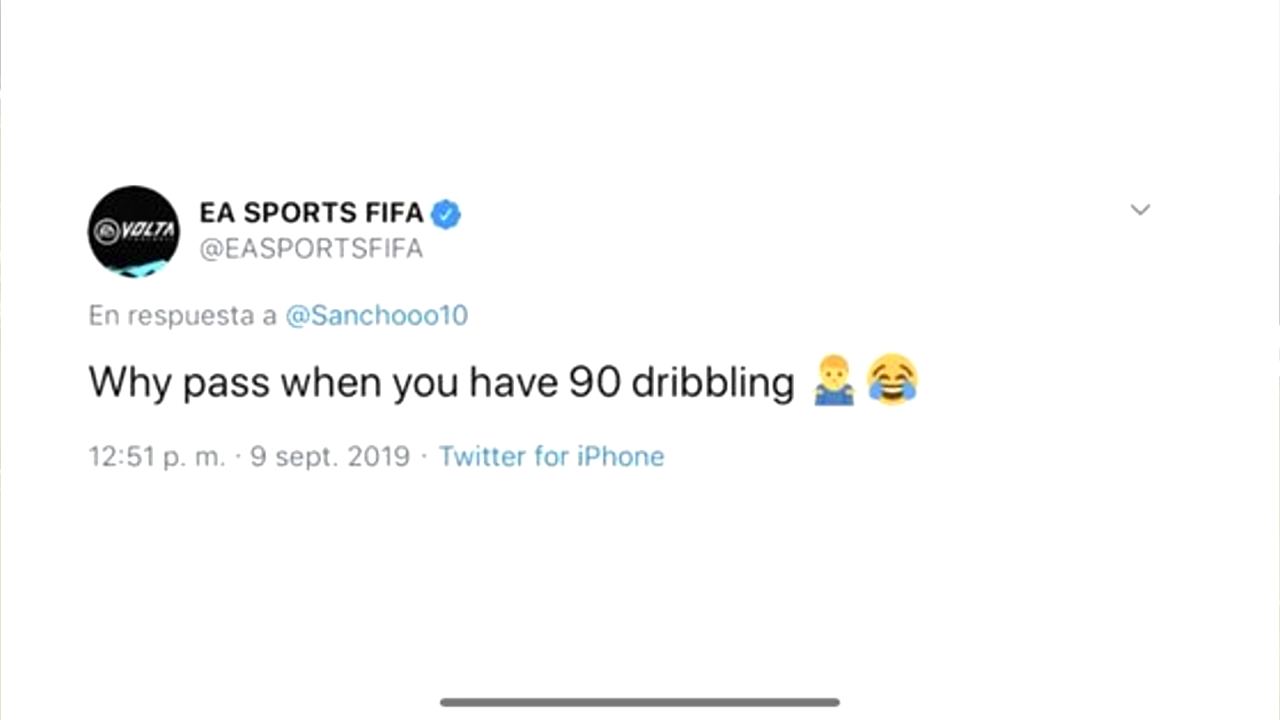 VOLTA
EA SPORTS FIFA
@EASPORTSFIFA
En respuesta a @Sanchooo10
Why pass when you have 90 dribbling 🤷‍♂️😂
12:51 p. m. · 9 sept. 2019 · Twitter for iPhone